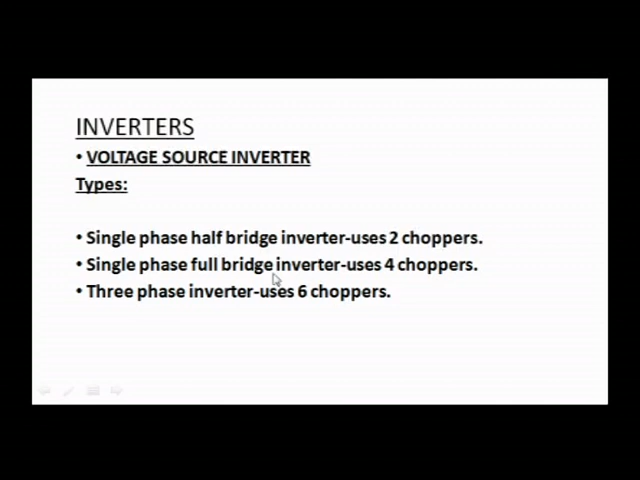 INVERTERS
• VOLTAGE SOURCE INVERTER
Types:
• Single phase half bridge inverter-uses 2 choppers.
• Single phase full bridge inverter-uses 4 choppers.
• Three phase inverter-uses 6 choppers.